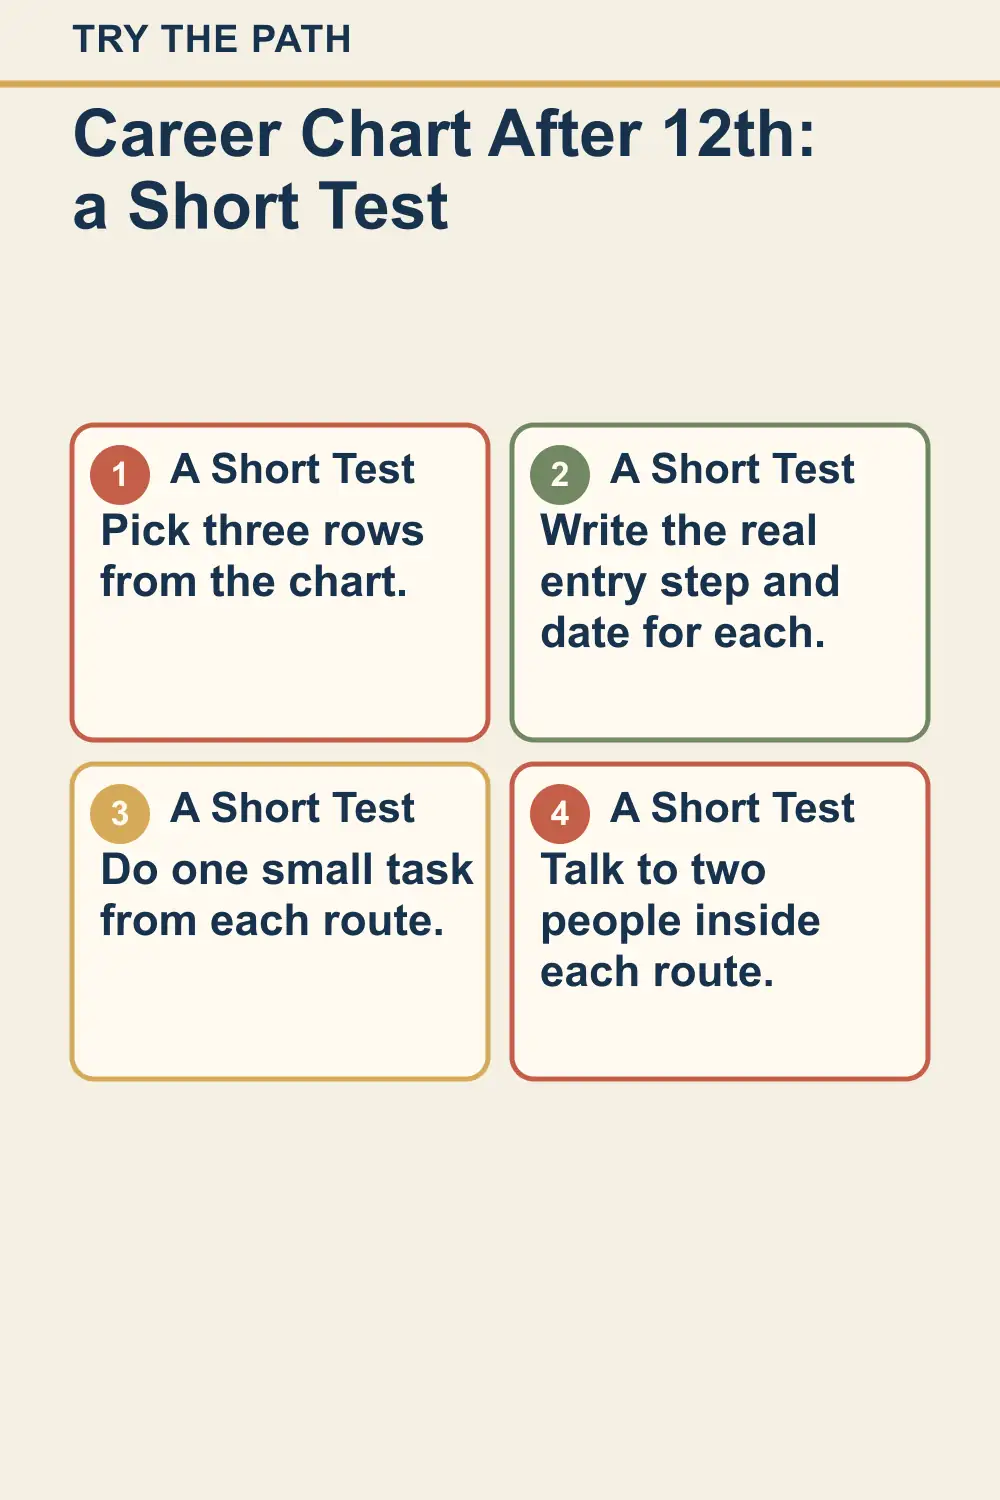 TRY THE PATH
Career Chart After 12th:
a Short Test
1 A Short Test
Pick three rows
from the chart.
2 A Short Test
Write the real
entry step and
date for each.
3 A Short Test
Do one small task
from each route.
4 A Short Test
Talk to two
people inside
each route.